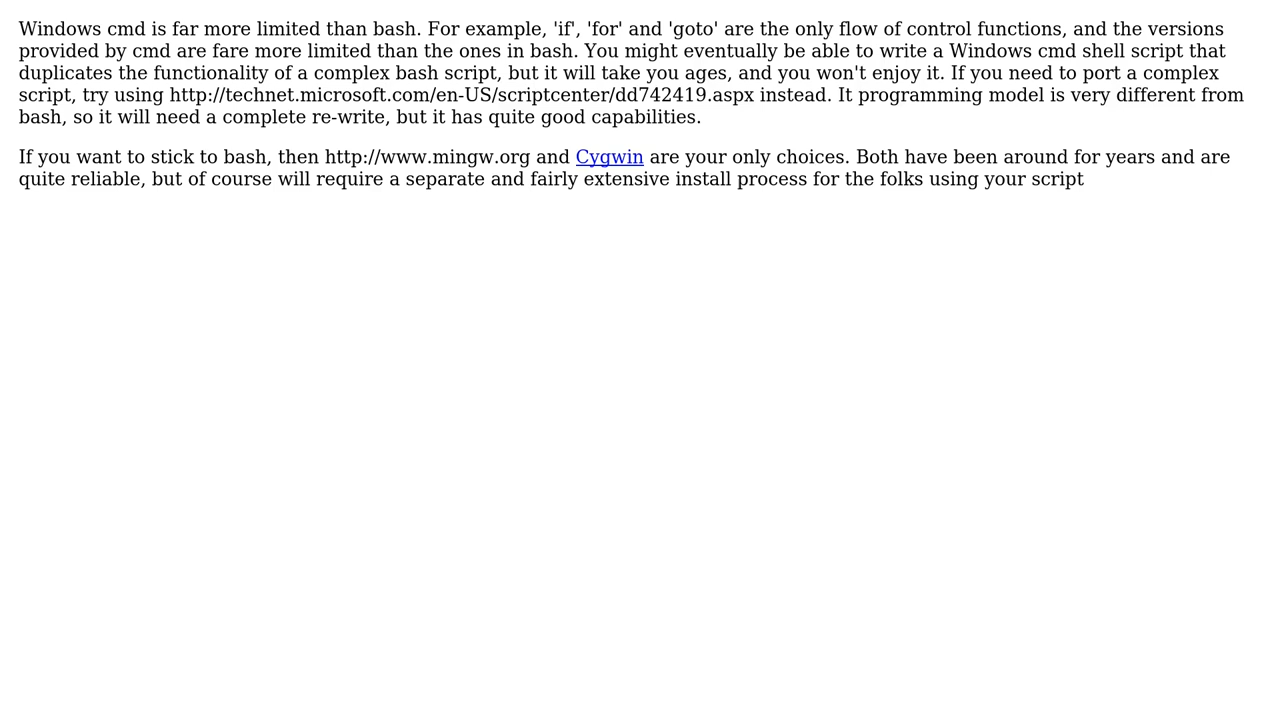 Windows cmd is far more limited than bash. For example, 'if', 'for' and 'goto' are the only flow of control functions, and the versions
provided by cmd are fare more limited than the ones in bash. You might eventually be able to write a Windows cmd shell script that
duplicates the functionality of a complex bash script, but it will take you ages, and you won't enjoy it. If you need to port a complex
script, try using http://technet.microsoft.com/en-US/scriptcenter/dd742419.aspx instead. It programming model is very different from
bash, so it will need a complete re-write, but it has quite good capabilities.
If you want to stick to bash, then http://www.mingw.org and Cygwin are your only choices. Both have been around for years and are
quite reliable, but of course will require a separate and fairly extensive install process for the folks using your script